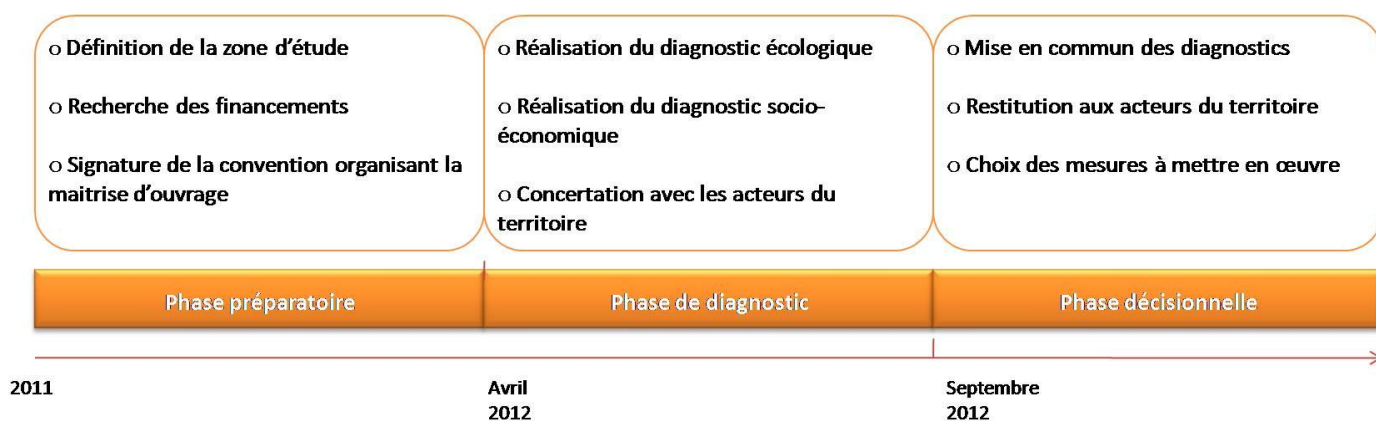 o Définition de la zone d'étude
o Recherche des financements
o Signature de la convention organisant la
maitrise d'ouvrage
o Réalisation du diagnostic écologique
o Réalisation du diagnostic socio-
économique
o Concertation avec les acteurs du
territoire
o Mise en commun des diagnostics
o Restitution aux acteurs du territoire
o Choix des mesures à mettre en œuvre
Phase préparatoire
Phase de diagnostic
Phase décisionnelle
2011
Avril
2012
Septembre
2012